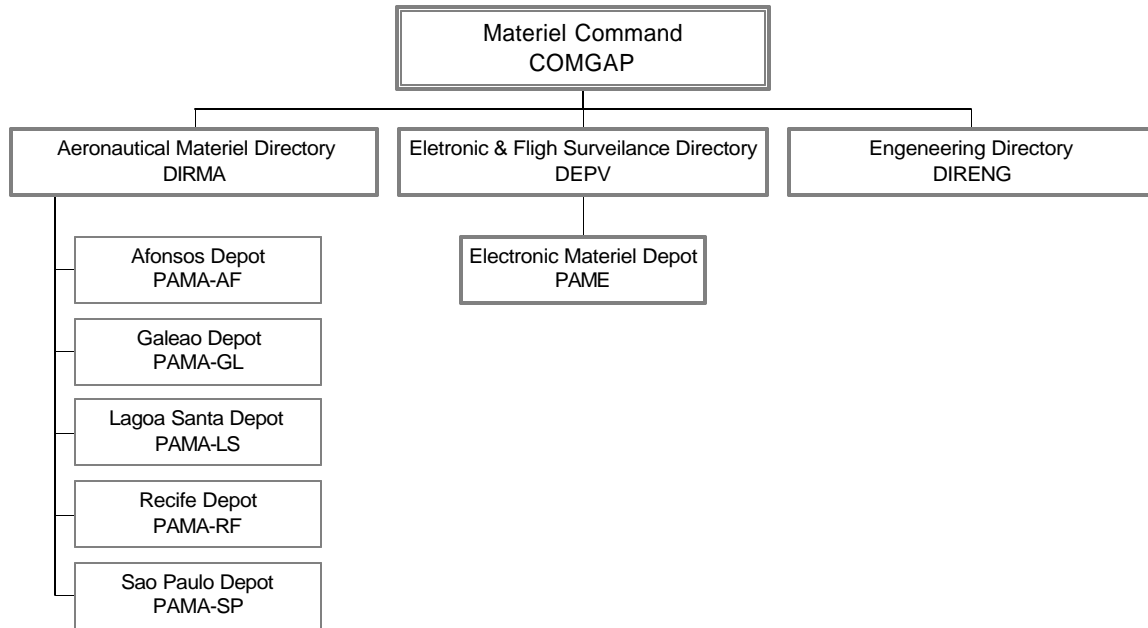 Materiel Command
COMGAP
Aeronautical Materiel Directory
DIRMA
Eletronic & Fligh Surveilance Directory
DEPV
Engeneering Directory
DIRENG
Afonsos Depot
PAMA-AF
Galeao Depot
PAMA-GL
Lagoa Santa Depot
PAMA-LS
Recife Depot
PAMA-RF
Sao Paulo Depot
PAMA-SP
Electronic Materiel Depot
PAME